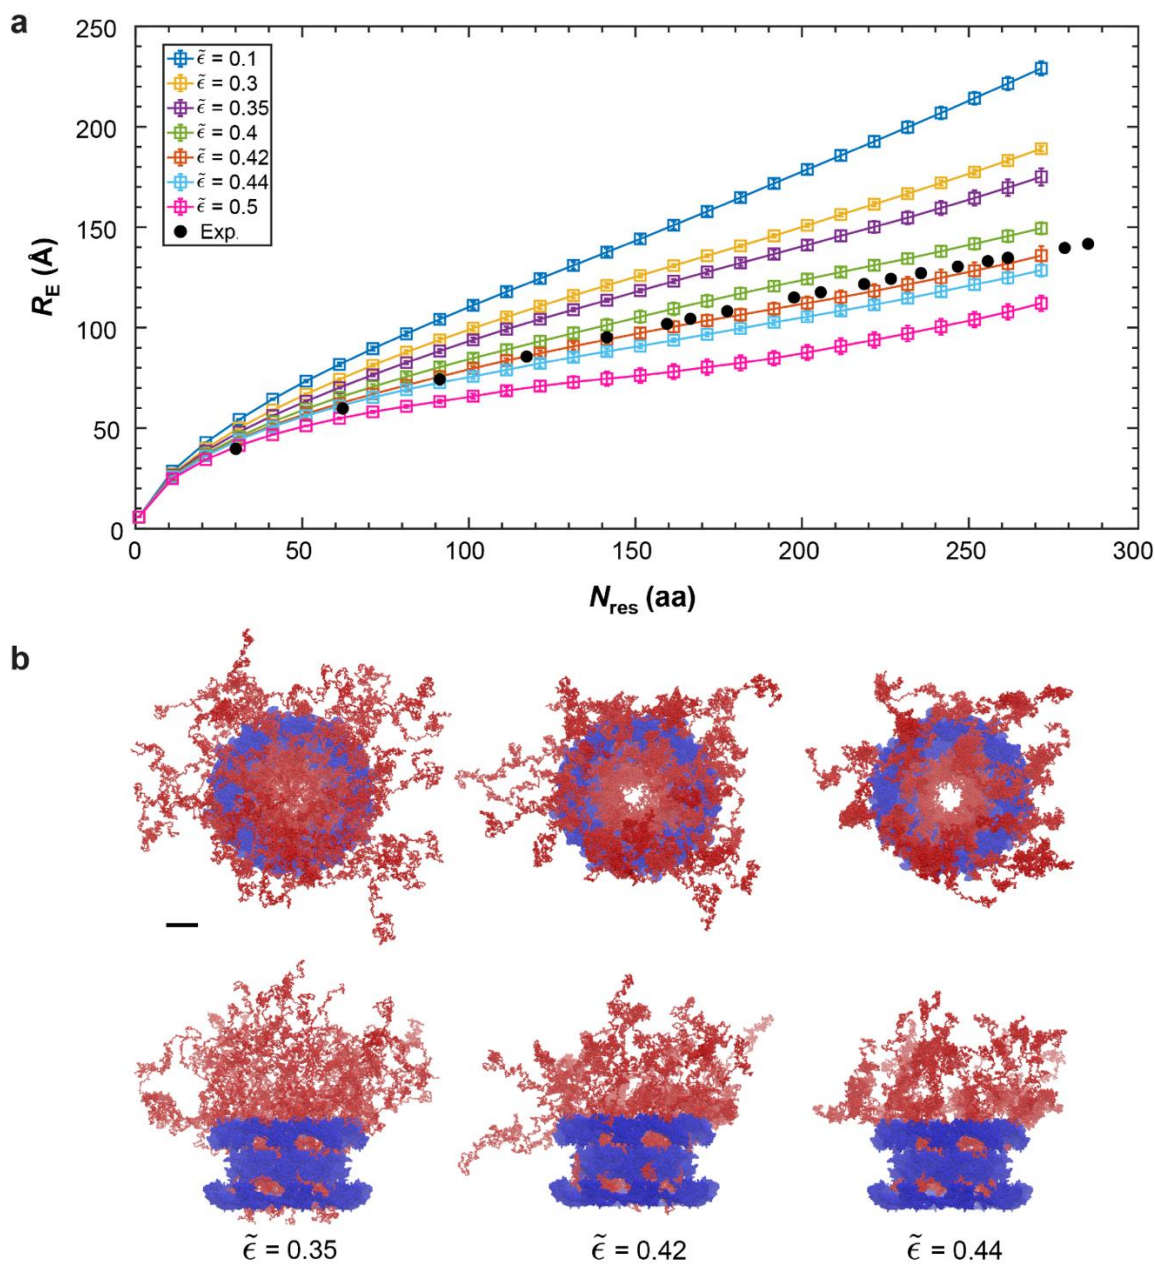 a
250
200
150
100
50
0
R_E (Å)
ϵ̃ = 0.1
ϵ̃ = 0.3
ϵ̃ = 0.35
ϵ̃ = 0.4
ϵ̃ = 0.42
ϵ̃ = 0.44
ϵ̃ = 0.5
Exp.
0 50 100 150 200 250 300
N_res (aa)
b
ϵ̃ = 0.35 ϵ̃ = 0.42 ϵ̃ = 0.44